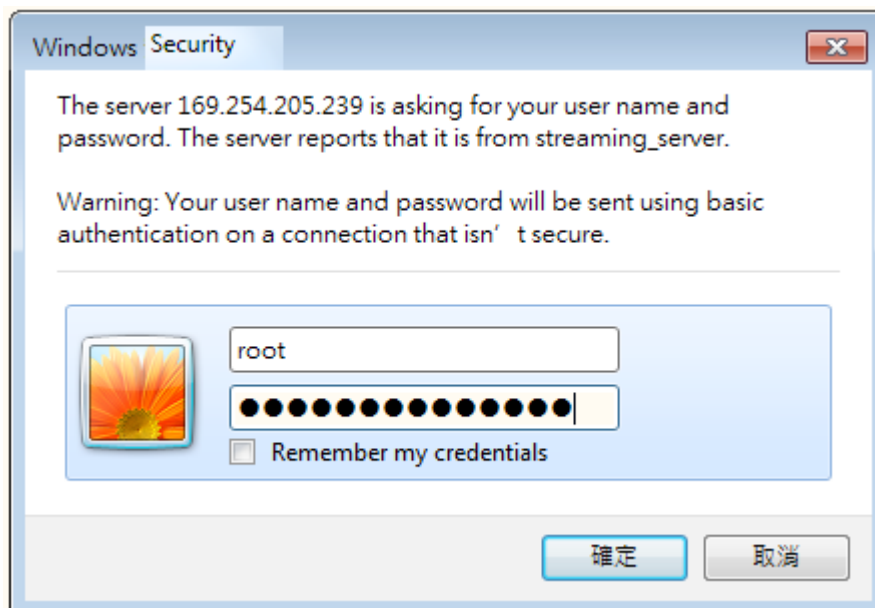 Windows Security
The server 169.254.205.239 is asking for your user name and
password. The server reports that it is from streaming_server.
Warning: Your user name and password will be sent using basic
authentication on a connection that isn’ t secure.
root
●●●●●●●●●●●●●●
Remember my credentials
確定 取消